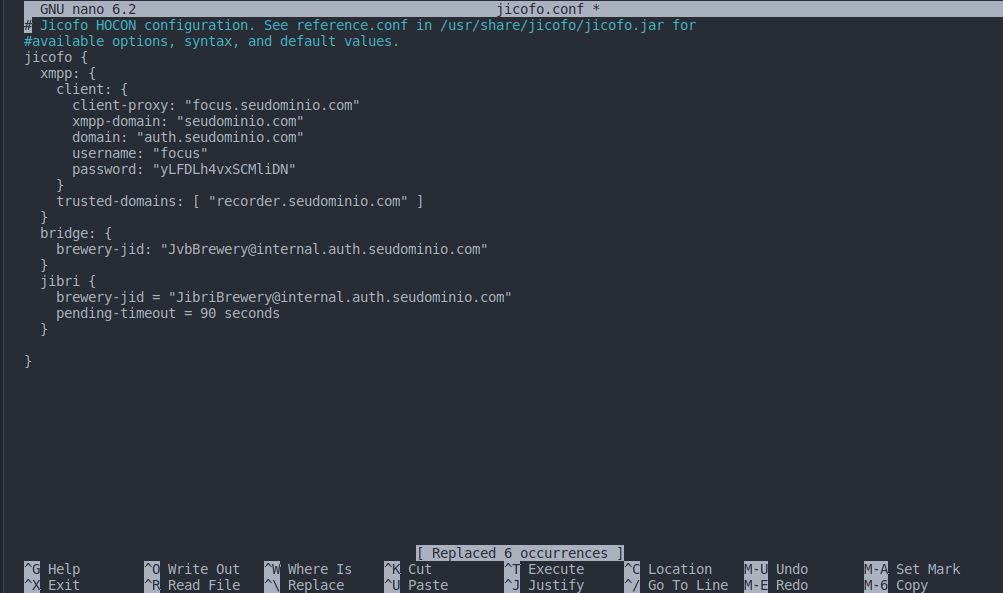 GNU nano 6.2 jicofo.conf *
# Jicofo HOCON configuration. See reference.conf in /usr/share/jicofo/jicofo.jar for
#available options, syntax, and default values.
jicofo {
  xmpp: {
    client: {
      client-proxy: "focus.seudominio.com"
      xmpp-domain: "seudominio.com"
      domain: "auth.seudominio.com"
      username: "focus"
      password: "yLFDLh4vxSCMliDN"
    }
    trusted-domains: [ "recorder.seudominio.com" ]
  }
  bridge: {
    brewery-jid: "JvbBrewery@internal.auth.seudominio.com"
  }
  jibri {
    brewery-jid = "JibriBrewery@internal.auth.seudominio.com"
    pending-timeout = 90 seconds
  }
}
[ Replaced 6 occurrences ]
^G Help ^O Write Out ^W Where Is ^K Cut ^T Execute ^C Location M-U Undo M-A Set Mark
^X Exit ^R Read File ^\ Replace ^U Paste ^J Justify ^/ Go To Line M-E Redo M-6 Copy